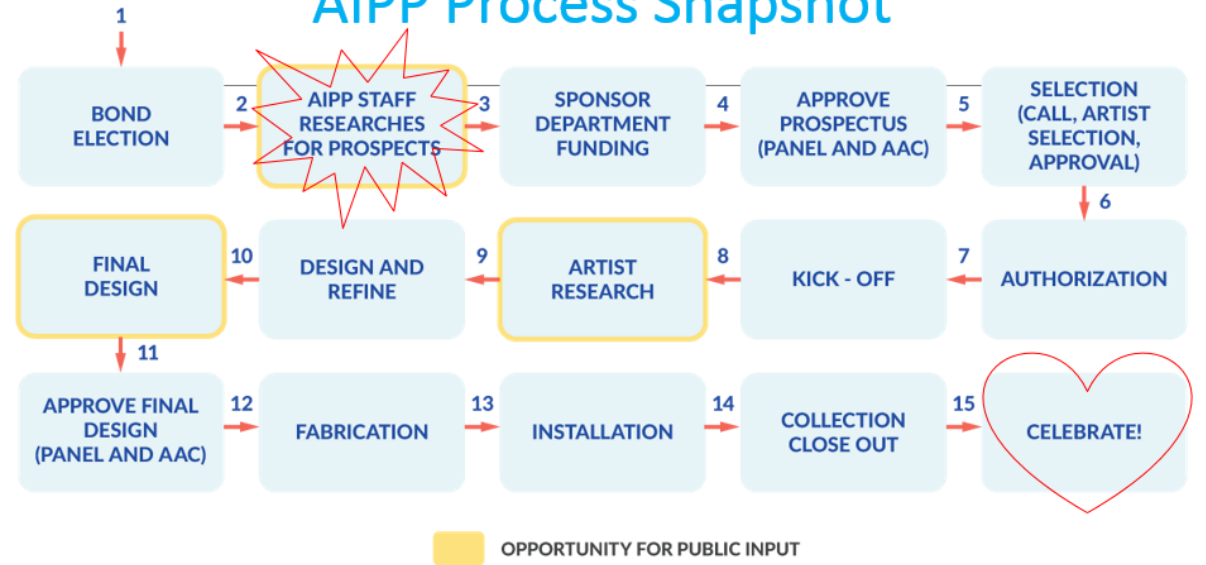 AIPP Process Snapshot
1
BOND
ELECTION
2
AIPP STAFF
RESEARCHES
FOR PROSPECTS
3
SPONSOR
DEPARTMENT
FUNDING
4
APPROVE
PROSPECTUS
(PANEL AND AAC)
5
SELECTION
(CALL, ARTIST
SELECTION,
APPROVAL)
6
AUTHORIZATION
7
KICK - OFF
8
ARTIST
RESEARCH
9
DESIGN AND
REFINE
10
FINAL
DESIGN
11
APPROVE FINAL
DESIGN
(PANEL AND AAC)
12
FABRICATION
13
INSTALLATION
14
COLLECTION
CLOSE OUT
15
CELEBRATE!
OPPORTUNITY FOR PUBLIC INPUT